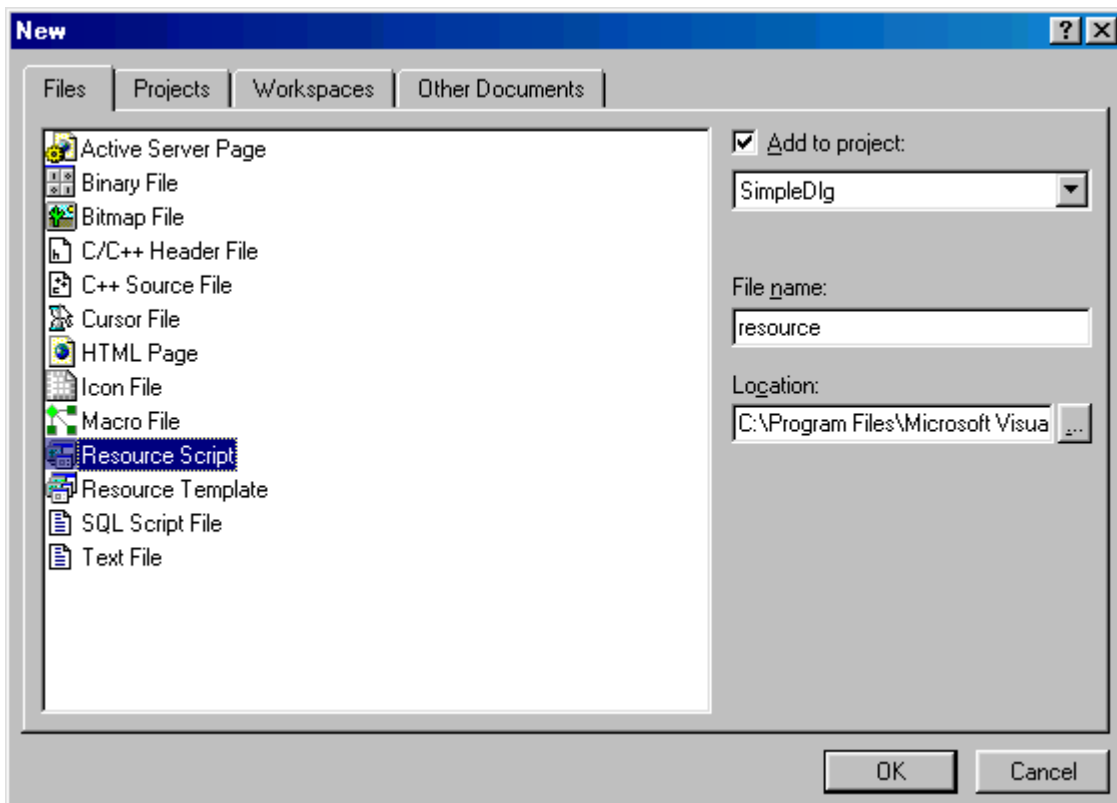 New
Files
Projects
Workspaces
Other Documents
Active Server Page
Binary File
Bitmap File
C/C++ Header File
C++ Source File
Cursor File
HTML Page
Icon File
Macro File
Resource Script
Resource Template
SQL Script File
Text File
Add to project:
SimpleDlg
File name:
resource
Location:
C:\Program Files\Microsoft Visua
...
OK
Cancel